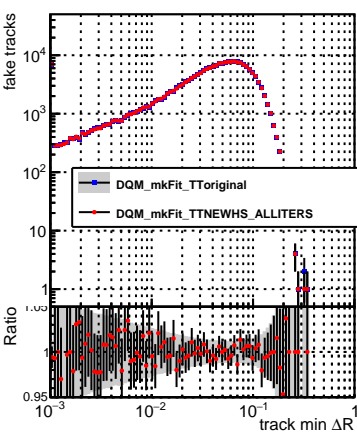 fake tracks
10⁴
10³
10²
10
1
DQM_mkFit_TToriginal
DQM_mkFit_TTNEWHS_ALLITERS
Ratio
1.05
1
0.95
10⁻³ 10⁻² 10⁻¹ 1
track min ΔR